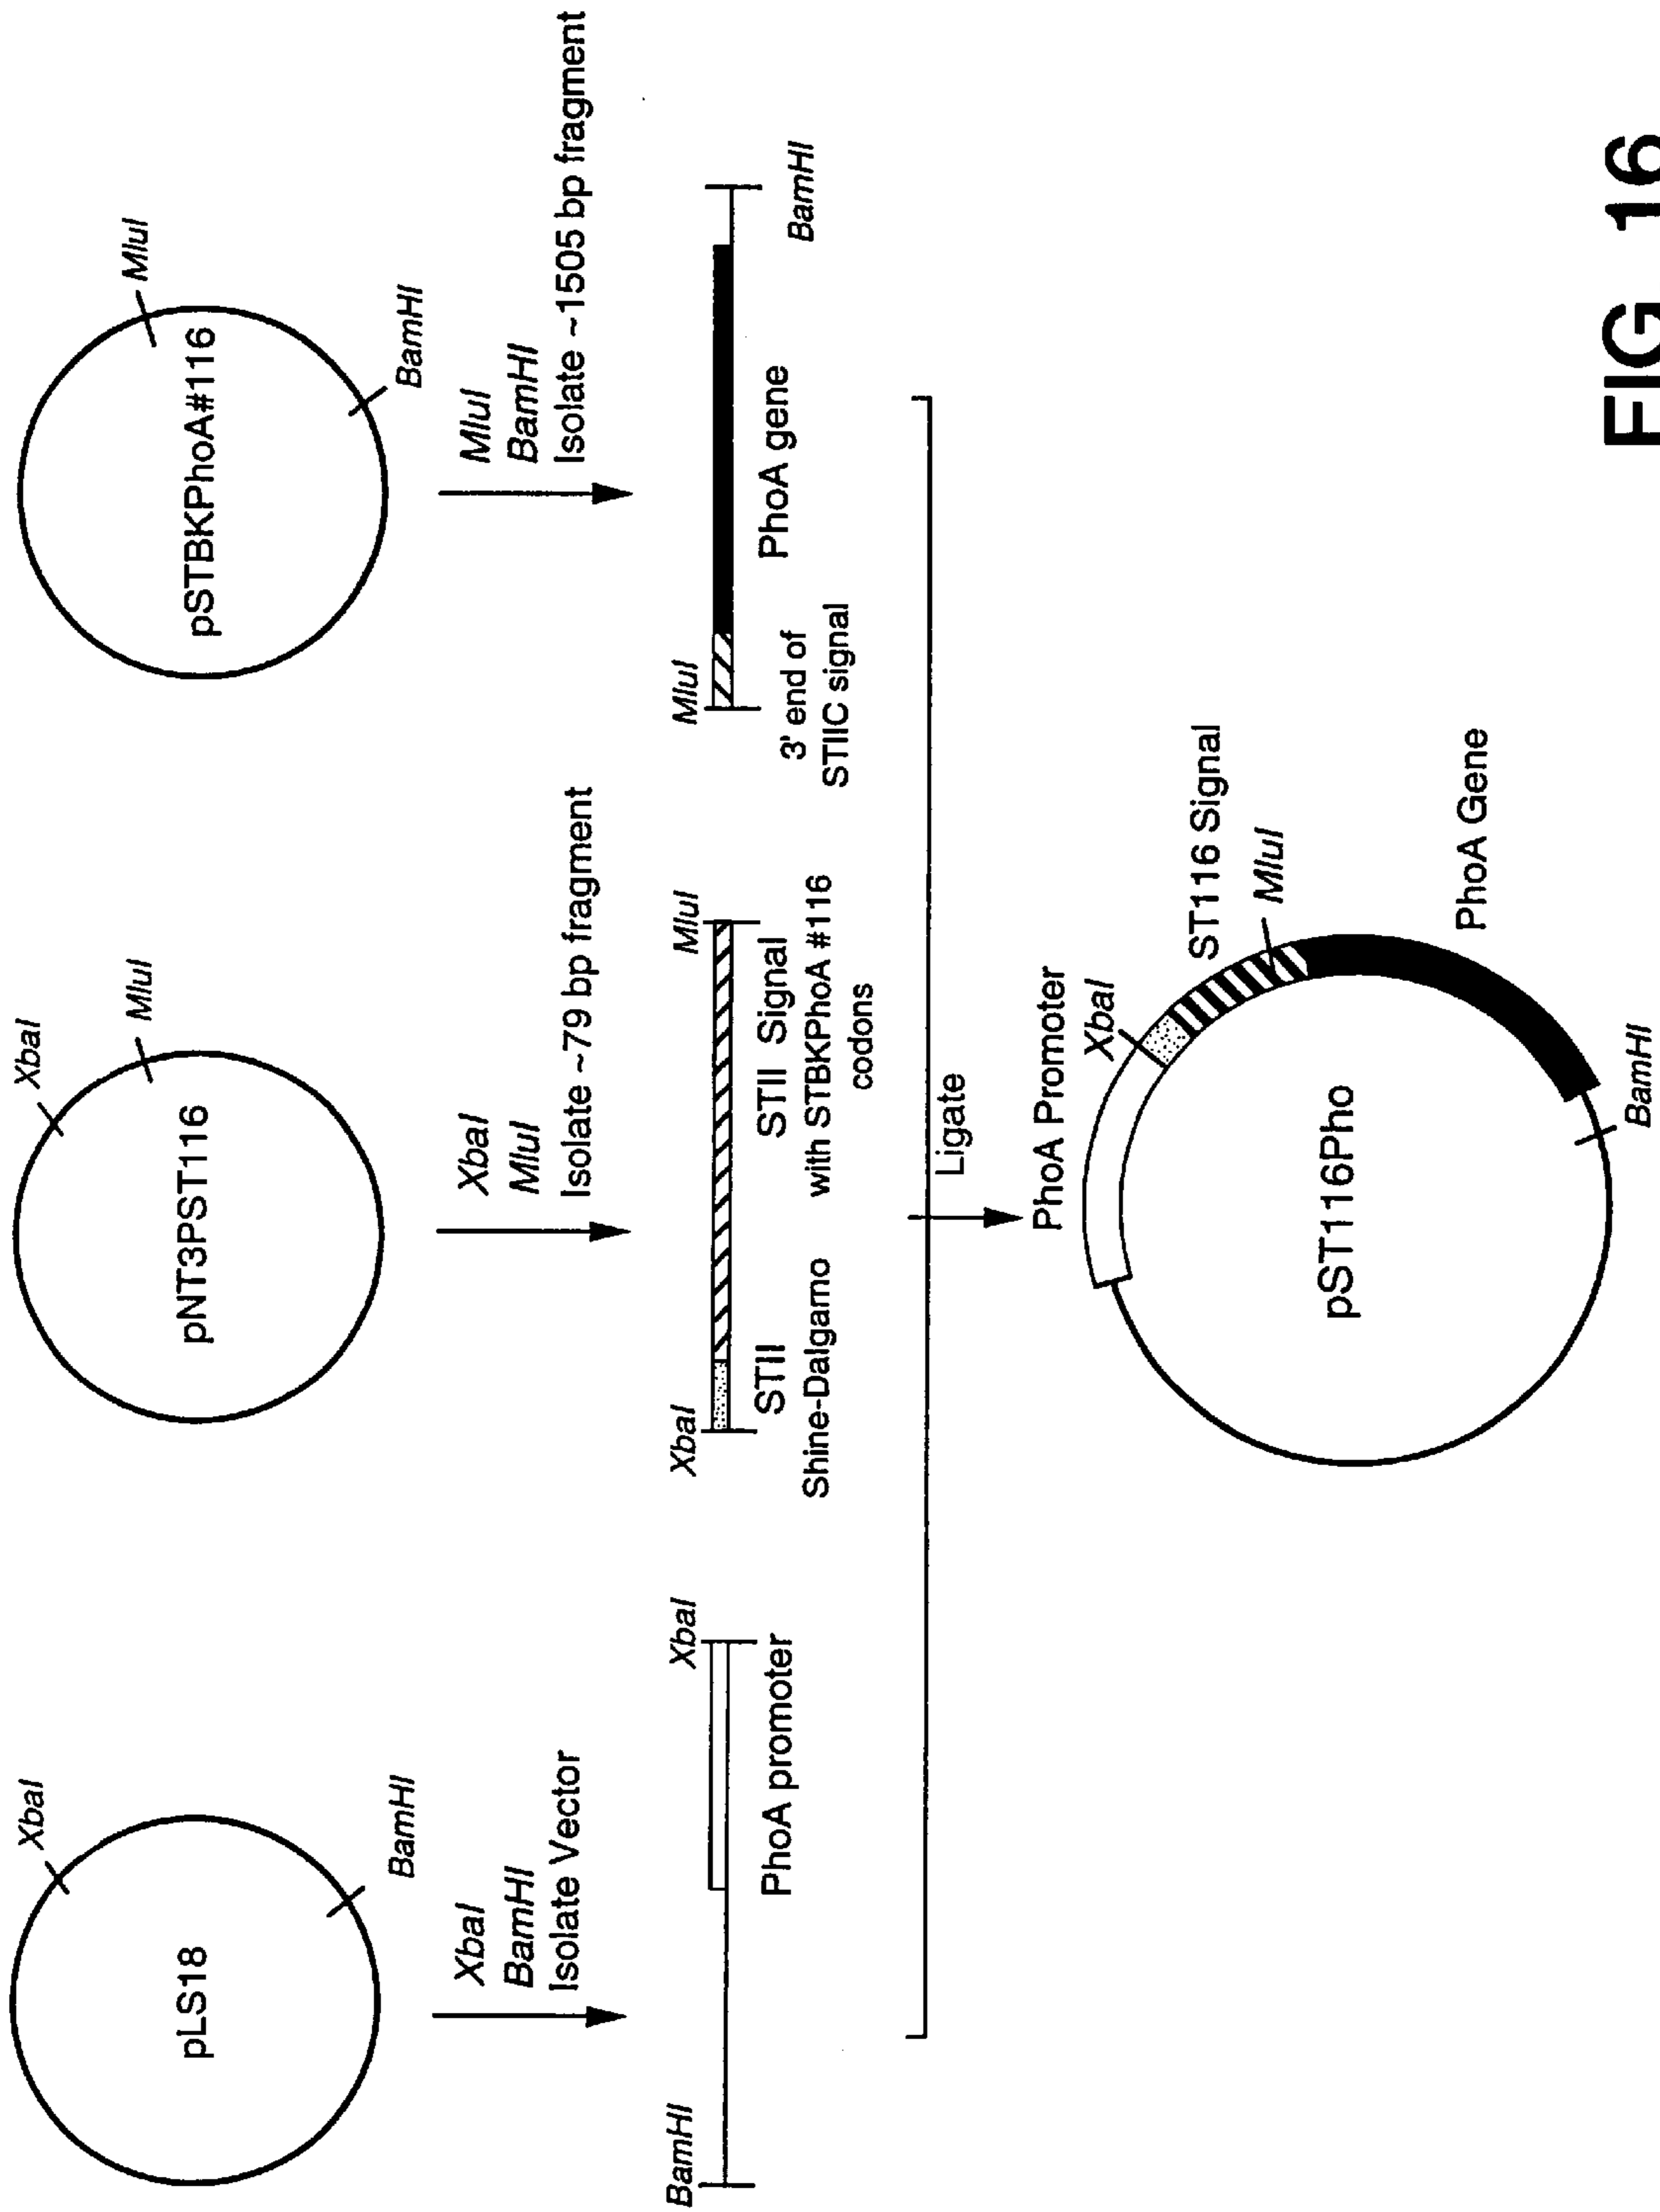 XbaI
pLS18
BamHI
XbaI
BamHI
Isolate Vector
BamHI
XbaI
PhoA promoter
XbaI
MluI
pNT3PST116
XbaI
MluI
Isolate ~79 bp fragment
XbaI
MluI
STII
Shine-Dalgarno
STII Signal
with STBKPhoA #116
codons
MluI
pSTBKPhoA#116
BamHI
MluI
BamHI
Isolate ~1505 bp fragment
MluI
BamHI
3' end of
STIIC signal
PhoA gene
Ligate
PhoA Promoter
XbaI
ST116 Signal
MluI
pST116Pho
PhoA Gene
BamHI
FIG. 16